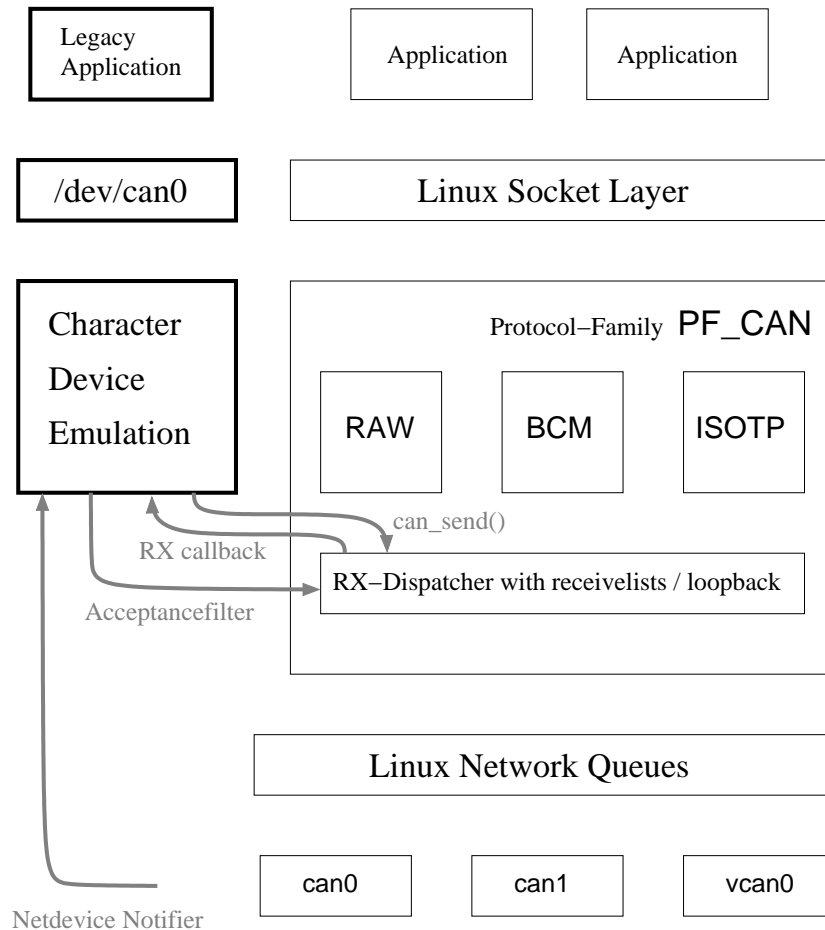 Legacy
Application
Application
Application
/dev/can0
Linux Socket Layer
Character
Device
Emulation
Protocol–Family PF_CAN
RAW
BCM
ISOTP
can_send()
RX callback
RX–Dispatcher with receivelists / loopback
Acceptancefilter
Linux Network Queues
can0
can1
vcan0
Netdevice Notifier